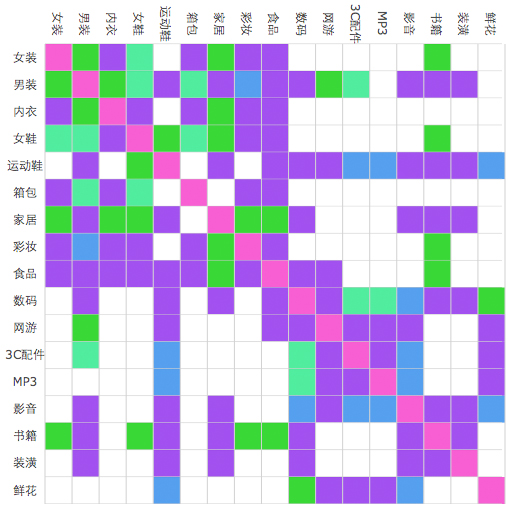 女装
男装
内衣
女鞋
运动鞋
箱包
家居
彩妆
食品
数码
网游
3C配件
MP3
影音
书籍
装潢
鲜花
女装
男装
内衣
女鞋
运动鞋
箱包
家居
彩妆
食品
数码
网游
3C配件
MP3
影音
书籍
装潢
鲜花